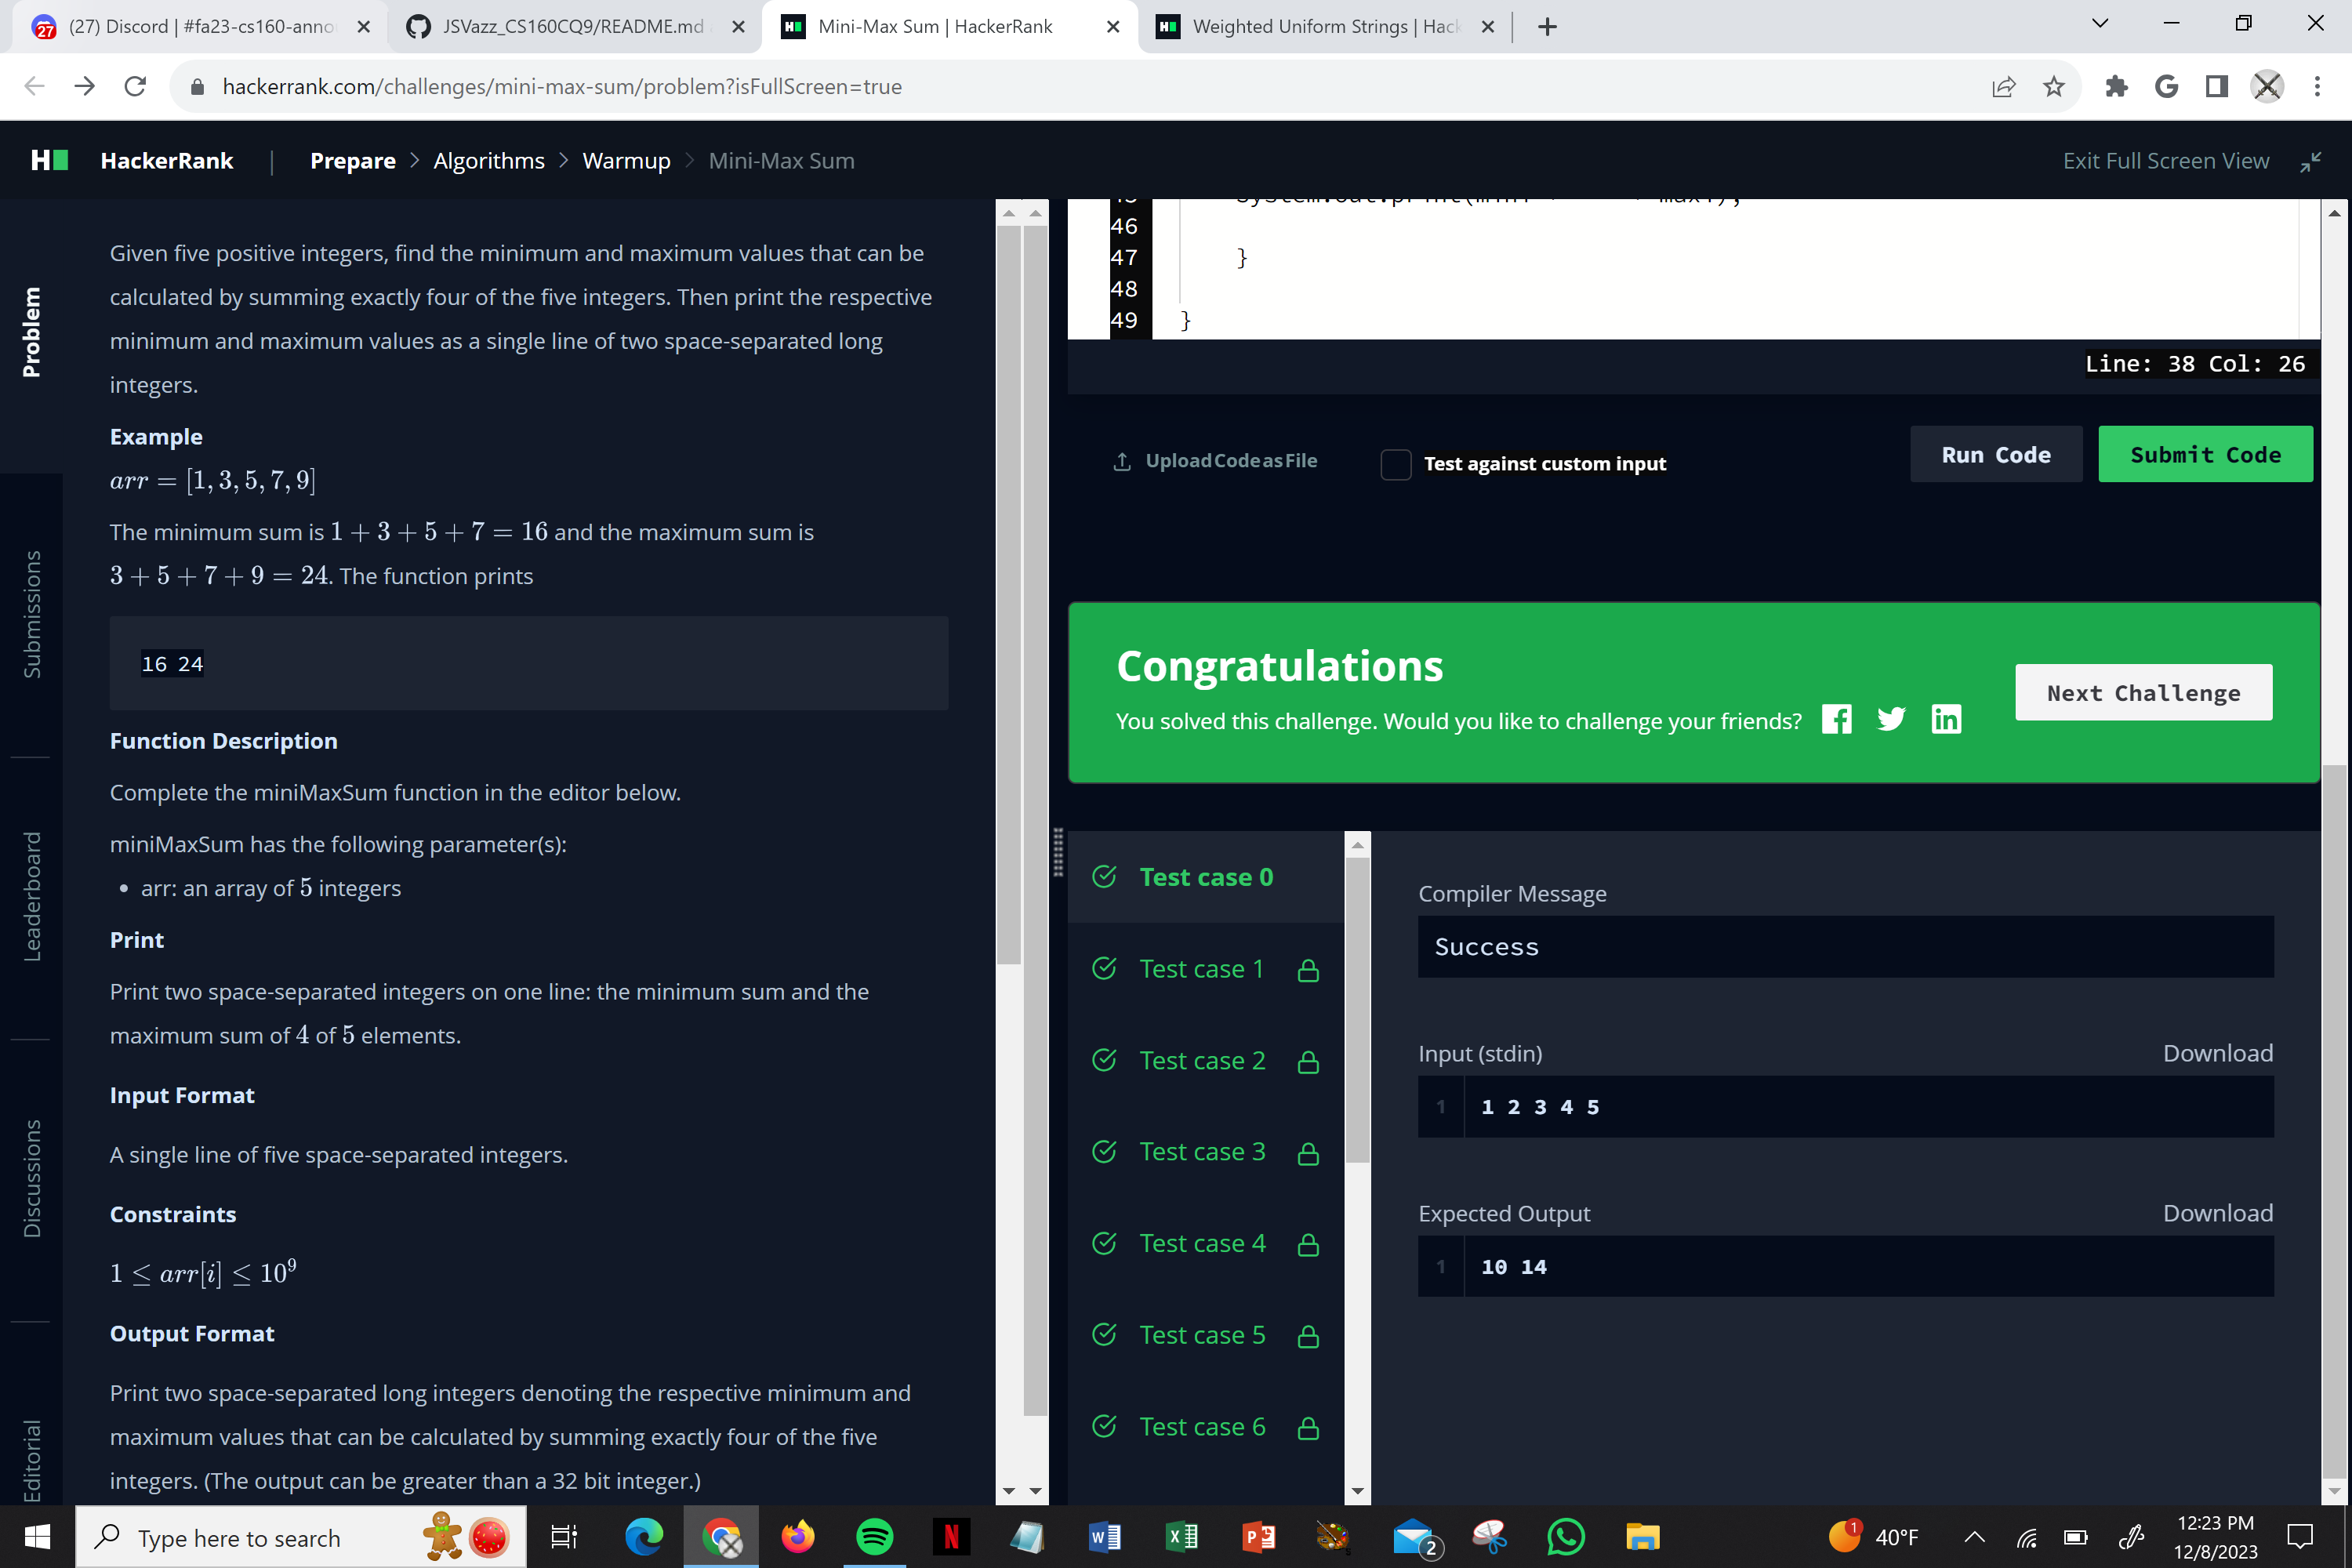 (27) Discord | #fa23-cs160-anno
JSVazz_CS160CQ9/README.md
Mini-Max Sum | HackerRank
Weighted Uniform Strings | Hack
hackerrank.com/challenges/mini-max-sum/problem?isFullScreen=true
HackerRank
Prepare > Algorithms > Warmup > Mini-Max Sum
Exit Full Screen View
Problem
Submissions
Leaderboard
Discussions
Editorial
Given five positive integers, find the minimum and maximum values that can be
calculated by summing exactly four of the five integers. Then print the respective
minimum and maximum values as a single line of two space-separated long
integers.
Example
arr = [1, 3, 5, 7, 9]
The minimum sum is 1 + 3 + 5 + 7 = 16 and the maximum sum is
3 + 5 + 7 + 9 = 24. The function prints
16 24
Function Description
Complete the miniMaxSum function in the editor below.
miniMaxSum has the following parameter(s):
• arr: an array of 5 integers
Print
Print two space-separated integers on one line: the minimum sum and the
maximum sum of 4 of 5 elements.
Input Format
A single line of five space-separated integers.
Constraints
1 ≤ arr[i] ≤ 10⁹
Output Format
Print two space-separated long integers denoting the respective minimum and
maximum values that can be calculated by summing exactly four of the five
integers. (The output can be greater than a 32 bit integer.)
46
47 }
48
49 }
Line: 38 Col: 26
Upload Code as File
Test against custom input
Run Code
Submit Code
Congratulations
You solved this challenge. Would you like to challenge your friends?
Next Challenge
Test case 0
Test case 1
Test case 2
Test case 3
Test case 4
Test case 5
Test case 6
Compiler Message
Success
Input (stdin)
Download
1 1 2 3 4 5
Expected Output
Download
1 10 14
Type here to search
2
1
40°F
12:23 PM
12/8/2023